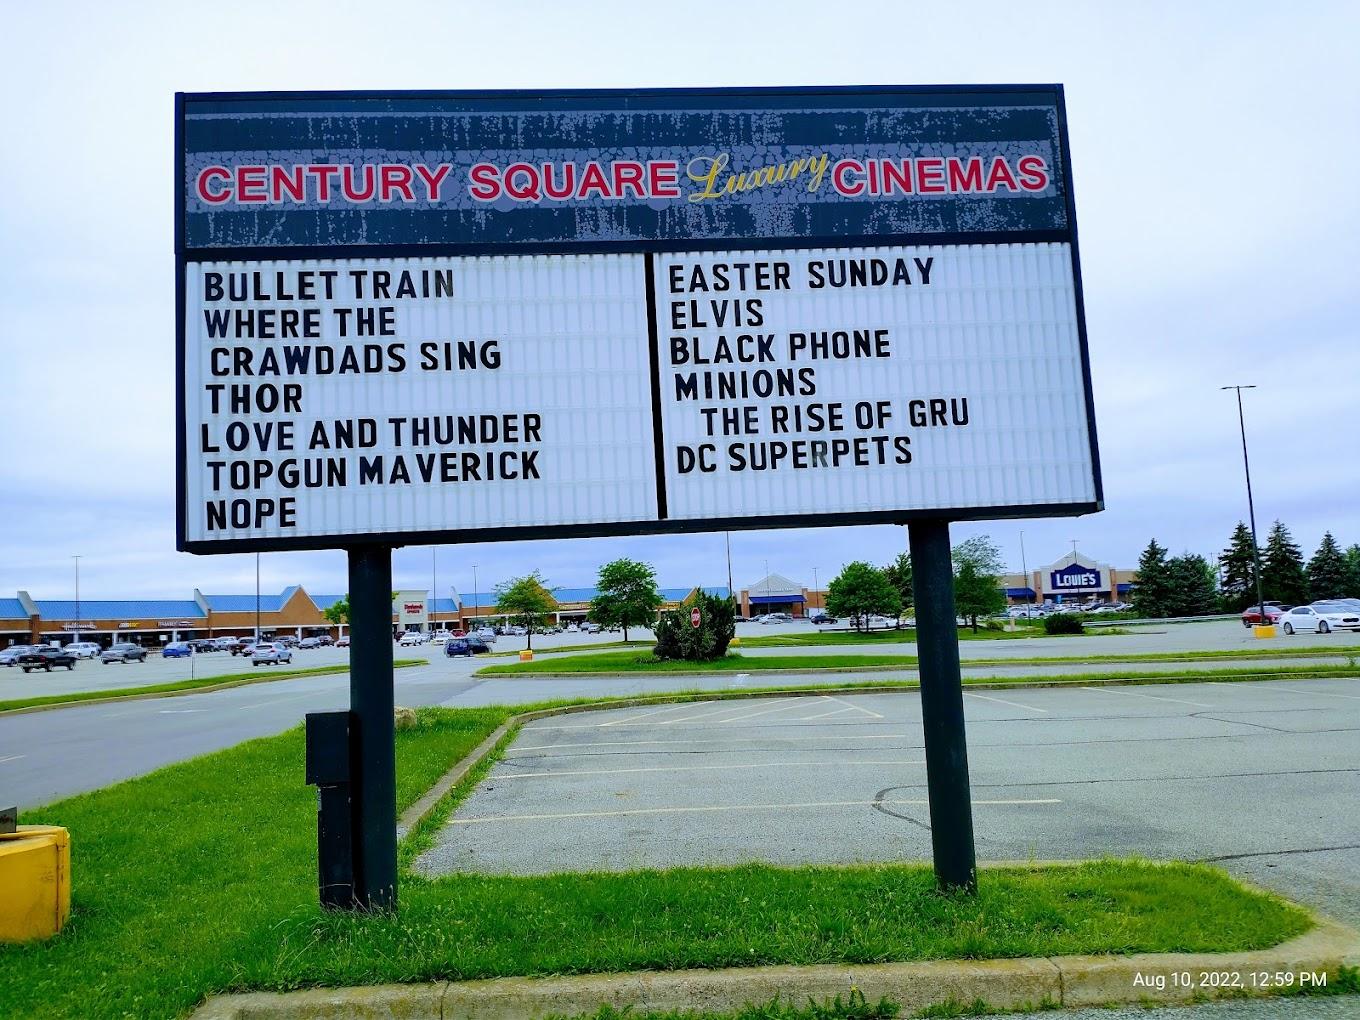 CENTURY SQUARE Luxury CINEMAS
BULLET TRAIN
WHERE THE
CRAWDADS SING
THOR
LOVE AND THUNDER
TOPGUN MAVERICK
NOPE
EASTER SUNDAY
ELVIS
BLACK PHONE
MINIONS
THE RISE OF GRU
DC SUPERPETS
LOWE'S
STOP
Aug 10, 2022, 12:59 PM